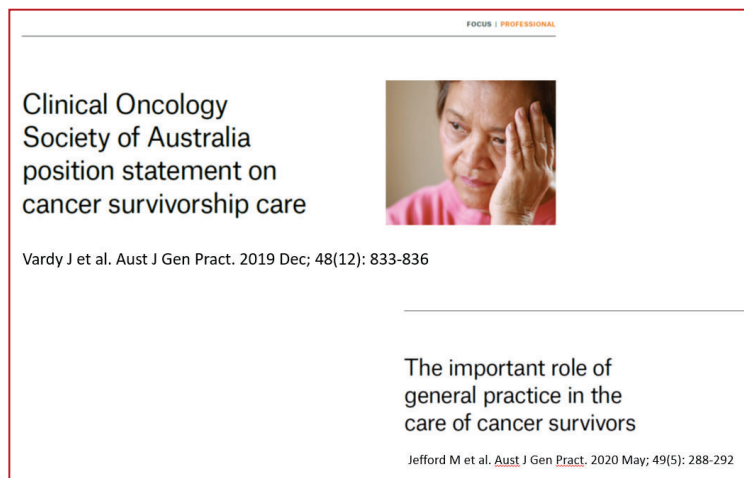 FOCUS | PROFESSIONAL
Clinical Oncology
Society of Australia
position statement on
cancer survivorship care
Vardy J et al. Aust J Gen Pract. 2019 Dec; 48(12): 833-836
The important role of
general practice in the
care of cancer survivors
Jefford M et al. Aust J Gen Pract. 2020 May; 49(5): 288-292